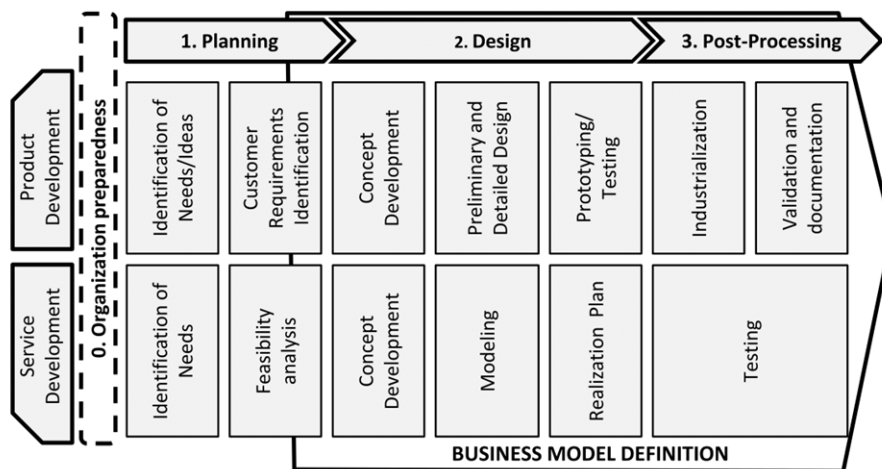 1. Planning
2. Design
3. Post-Processing
Product
Development
0. Organization preparedness
Identification of
Needs/Ideas
Customer
Requirements
Identification
Concept
Development
Preliminary and
Detailed Design
Prototyping/
Testing
Industrialization
Validation and
documentation
Service
Development
Identification of
Needs
Feasibility
analysis
Concept
Development
Modeling
Realization Plan
Testing
BUSINESS MODEL DEFINITION